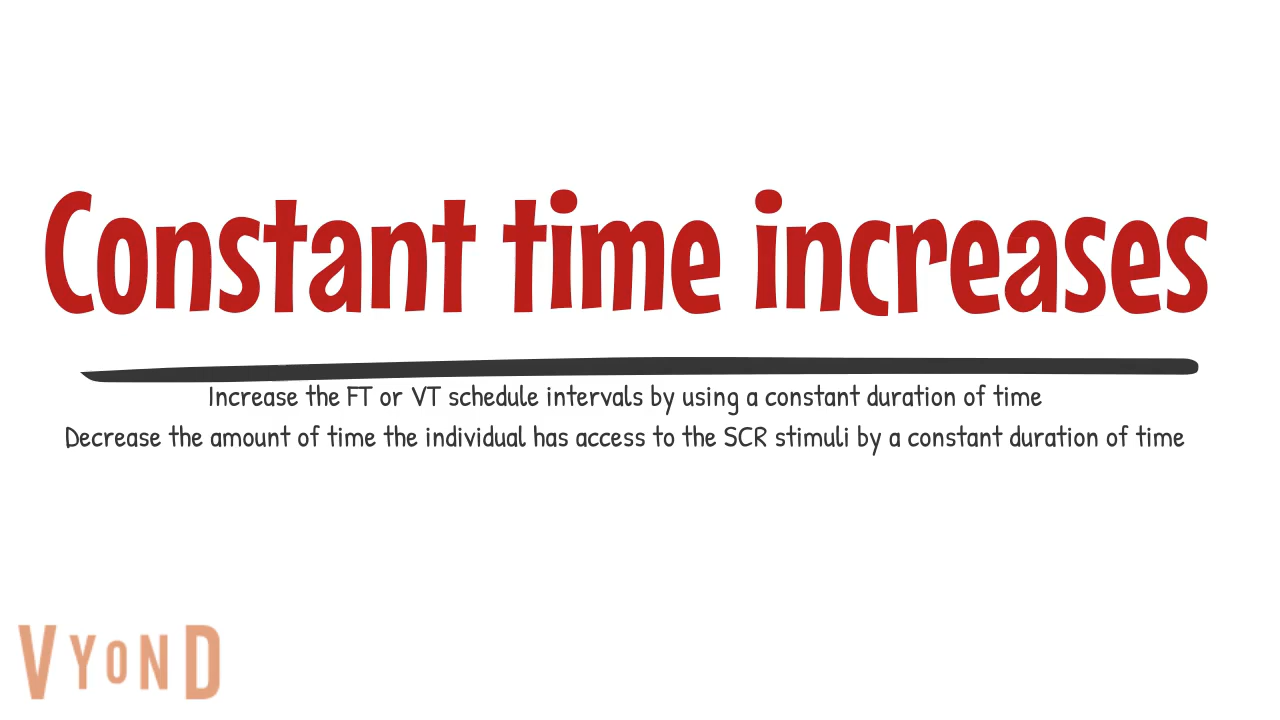 Constant time increases
Increase the FT or VT schedule intervals by using a constant duration of time
Decrease the amount of time the individual has access to the SCR stimuli by a constant duration of time
VYOND